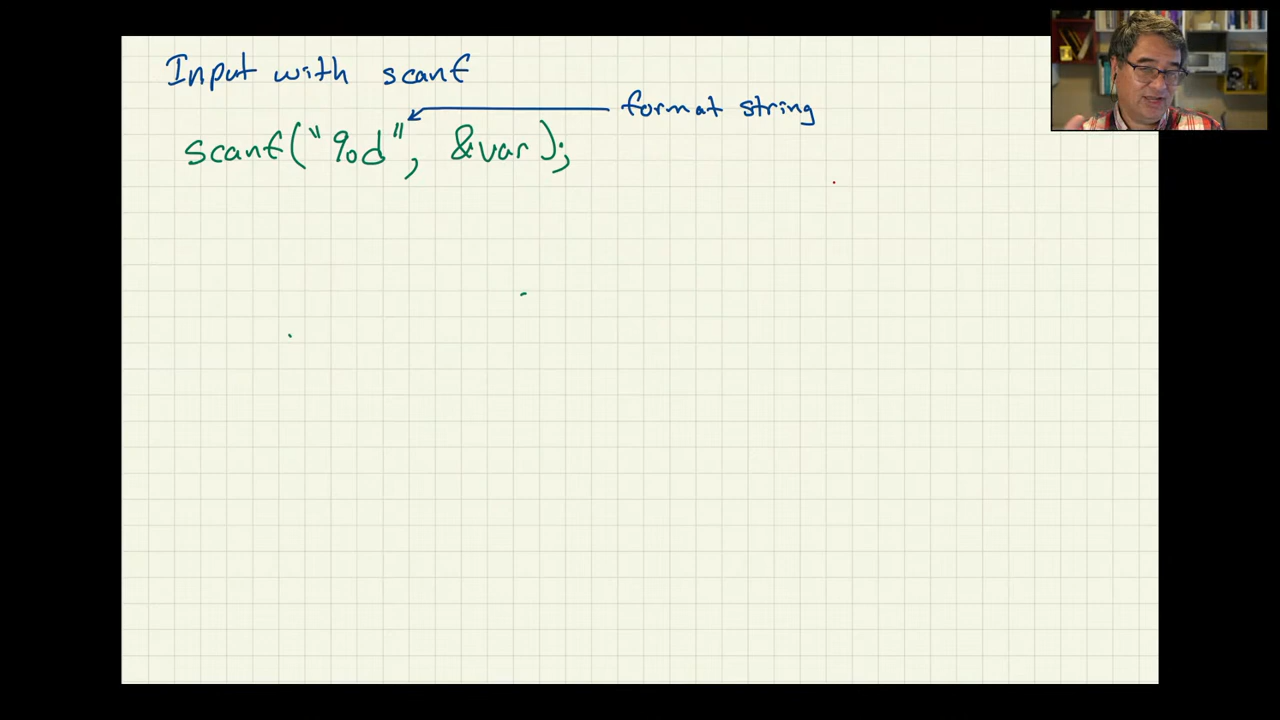 Input with scanf
format string
scanf("%d", &var);